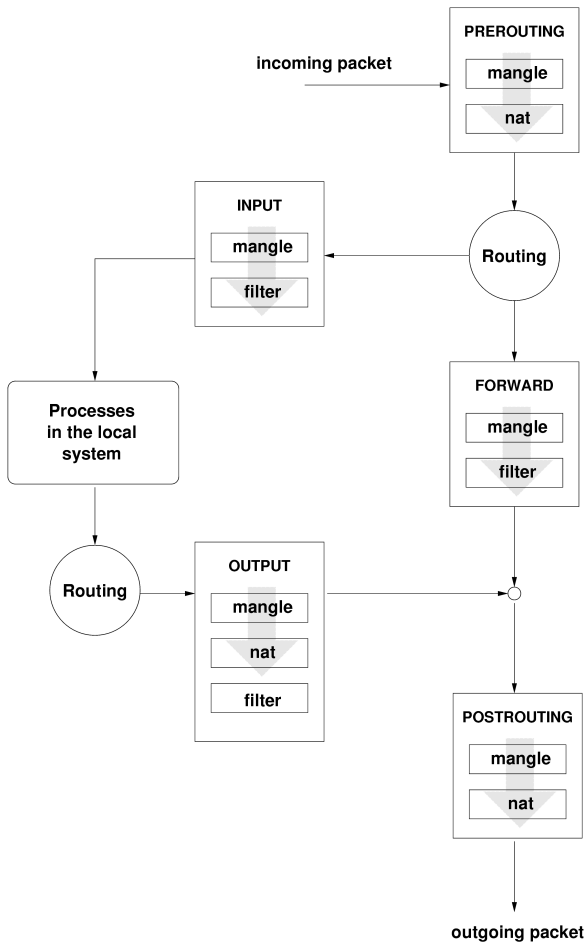 PREROUTING
incoming packet
mangle
nat
INPUT
mangle
filter
Routing
Processes
in the local
system
FORWARD
mangle
filter
Routing
OUTPUT
mangle
nat
filter
POSTROUTING
mangle
nat
outgoing packet